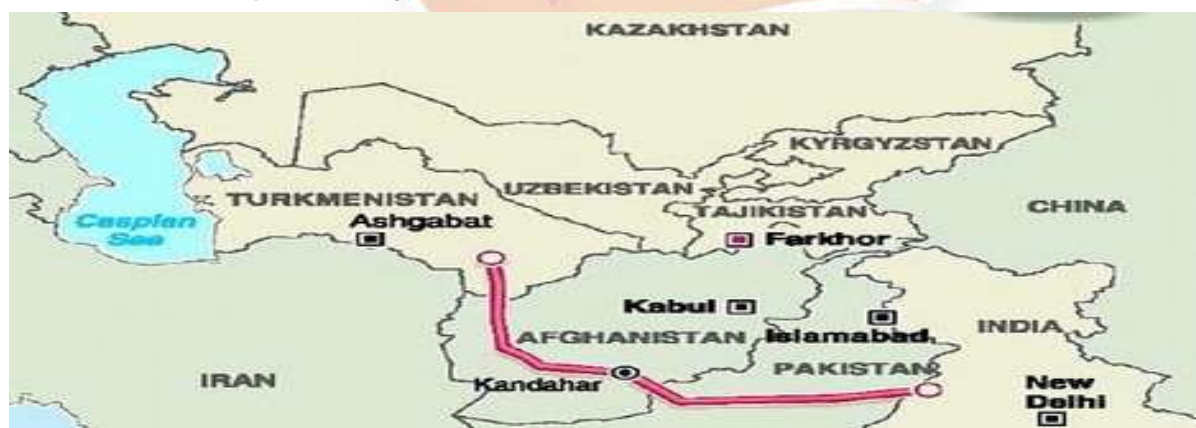 KAZAKHSTAN
KYRGYZSTAN
UZBEKISTAN
TURKMENISTAN
TAJIKISTAN
CHINA
Caspian
Sea
Ashgabat
Farkhor
Kabul
Islamabad
INDIA
AFGHANISTAN
PAKISTAN
IRAN
Kandahar
New
Delhi